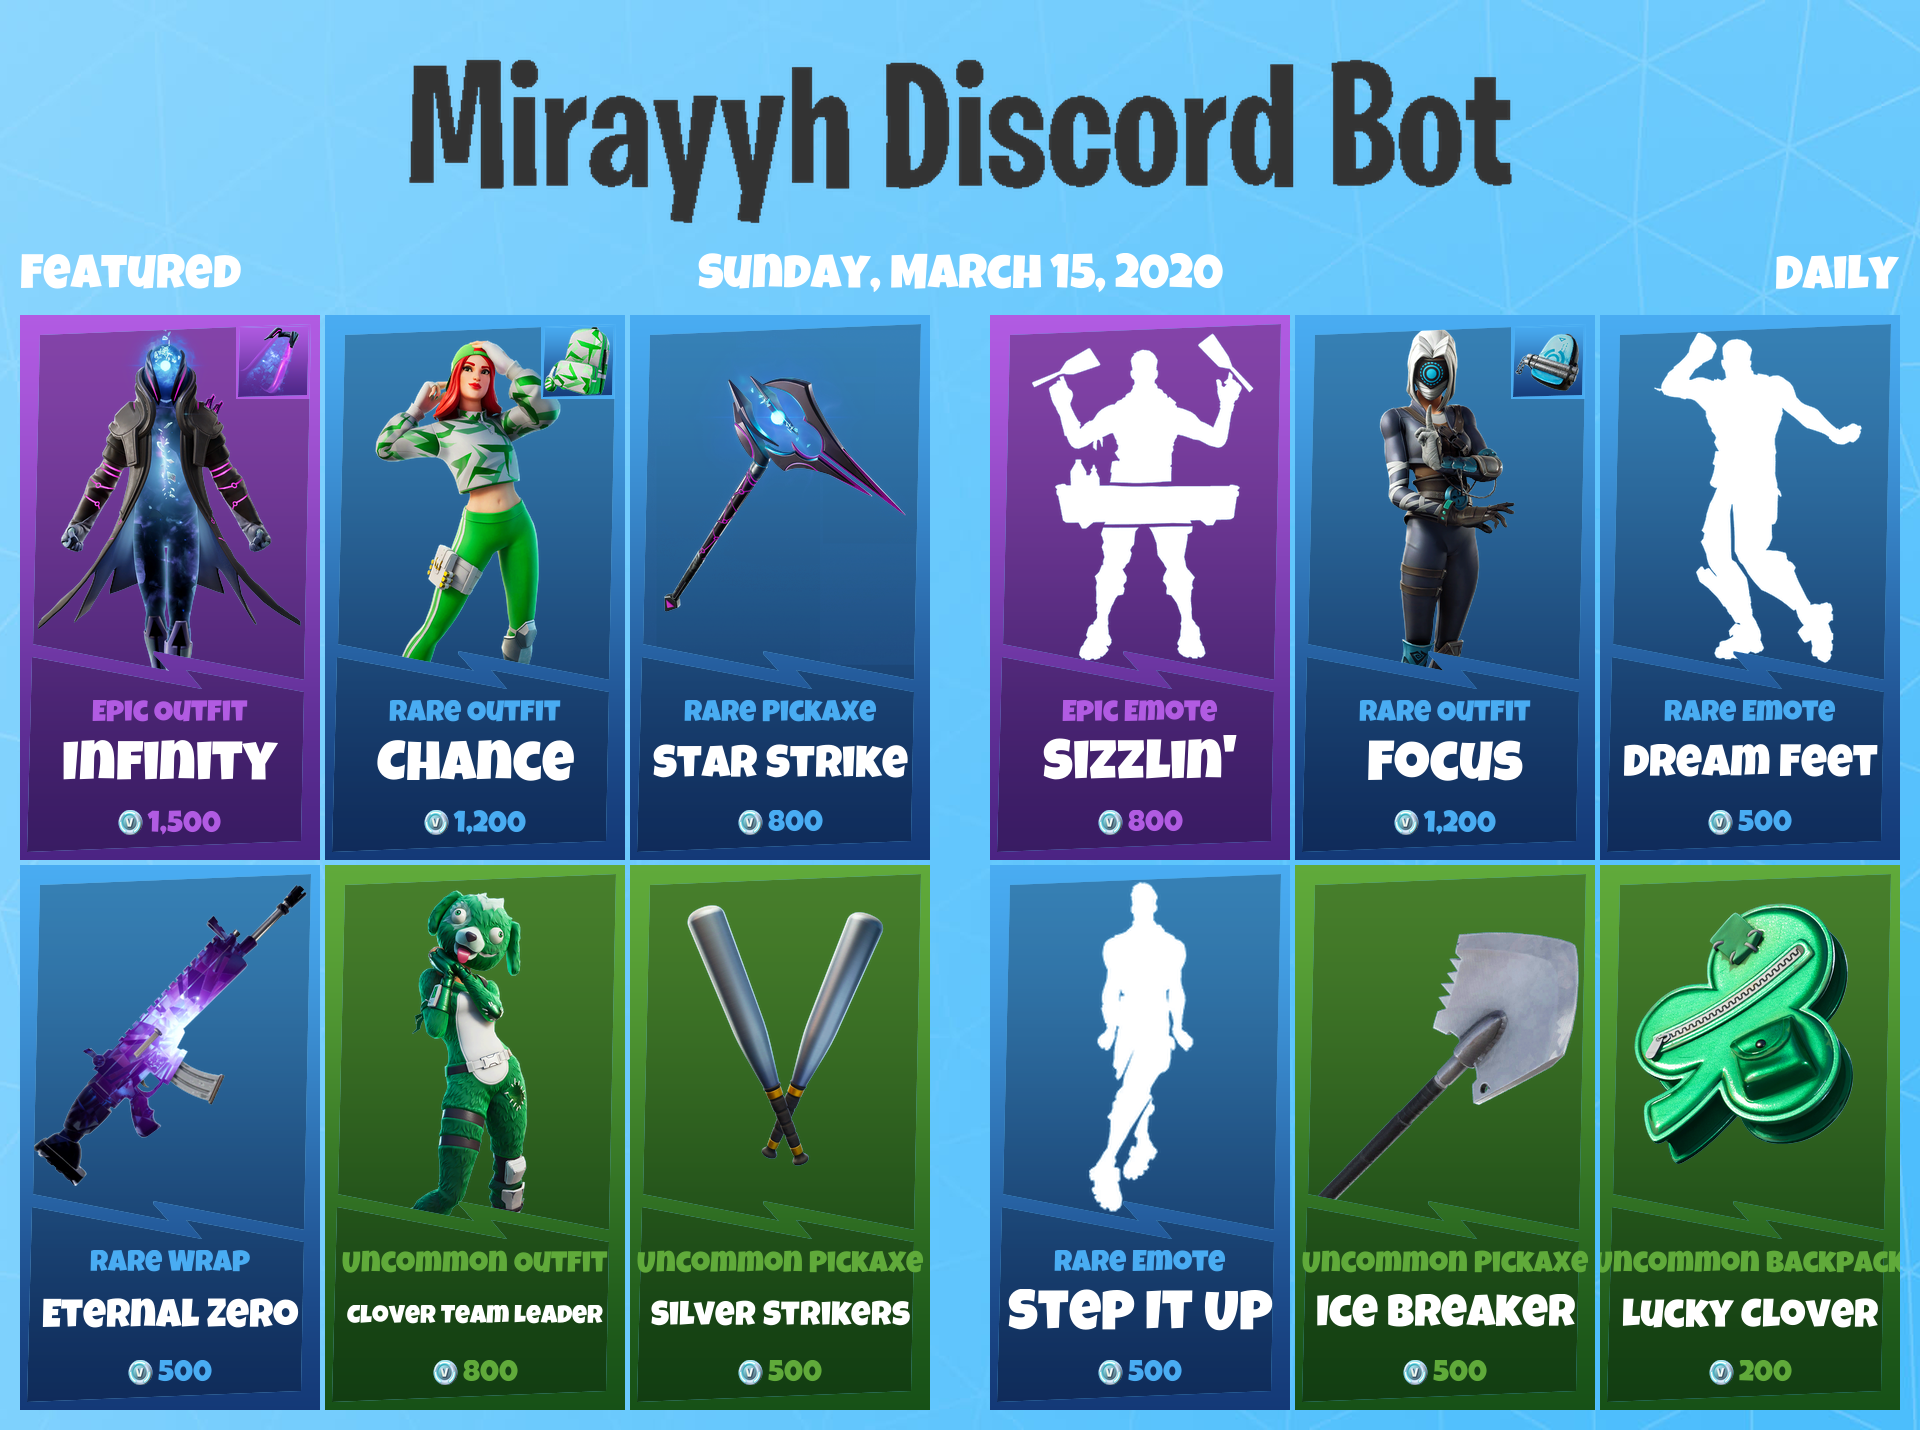 Mirayyh Discord Bot
FEATURED
SUNDAY, MARCH 15, 2020
DAILY
EPIC OUTFIT
INFINITY
1,500
RARE OUTFIT
CHANCE
1,200
RARE PICKAXE
STAR STRIKE
800
EPIC EMOTE
SIZZLIN'
800
RARE OUTFIT
FOCUS
1,200
RARE EMOTE
DREAM FEET
500
RARE WRAP
ETERNAL ZERO
500
UNCOMMON OUTFIT
CLOVER TEAM LEADER
800
UNCOMMON PICKAXE
SILVER STRIKERS
500
RARE EMOTE
STEP IT UP
500
UNCOMMON PICKAXE
ICE BREAKER
500
UNCOMMON BACKPACK
LUCKY CLOVER
200